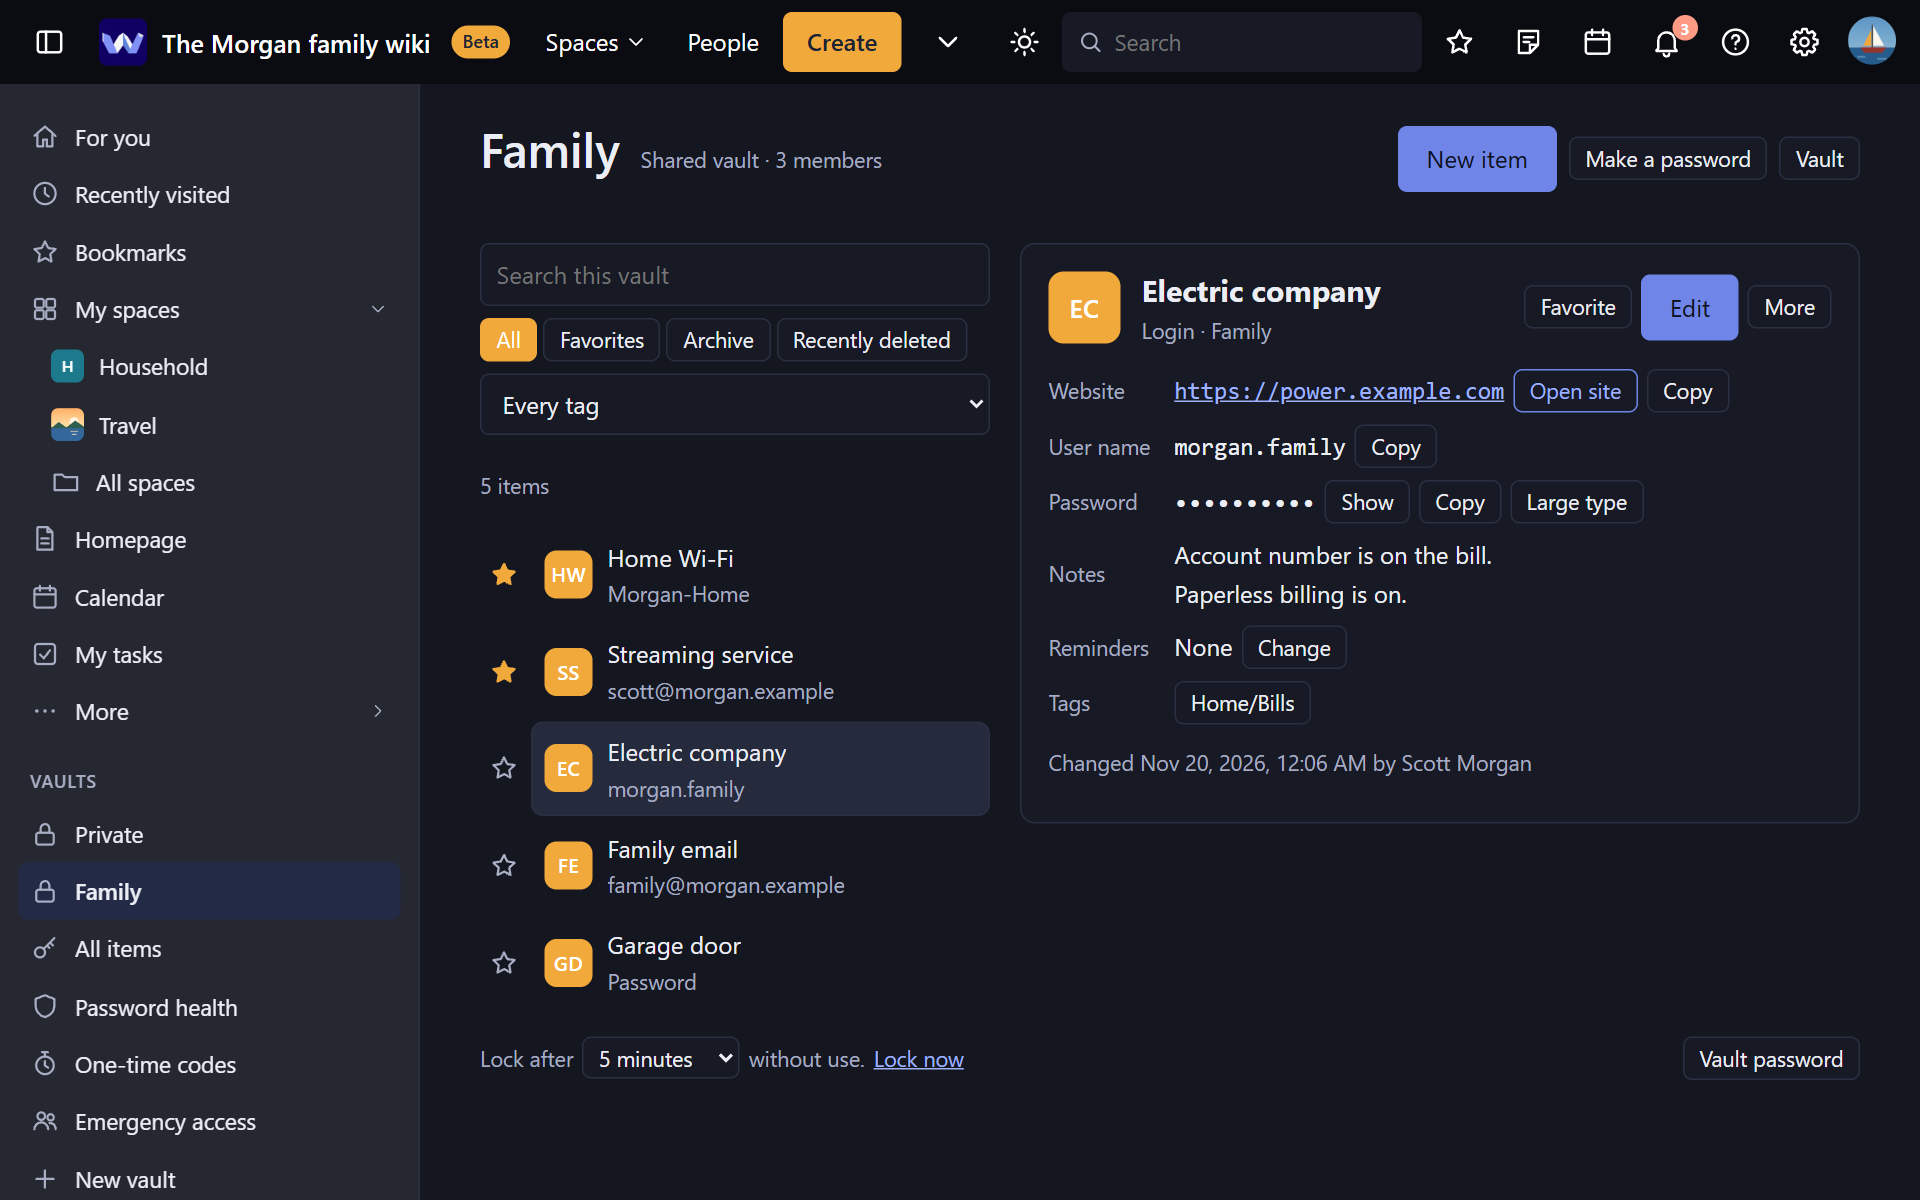 The Morgan family wiki Beta Spaces People Create Search 3
For you
Recently visited
Bookmarks
My spaces
H Household
Travel
All spaces
Homepage
Calendar
My tasks
More
VAULTS
Private
Family
All items
Password health
One-time codes
Emergency access
New vault
Family Shared vault · 3 members
New item Make a password Vault
Search this vault
All Favorites Archive Recently deleted
Every tag
5 items
HW Home Wi-Fi
Morgan-Home
SS Streaming service
scott@morgan.example
EC Electric company
morgan.family
FE Family email
family@morgan.example
GD Garage door
Password
EC Electric company
Login · Family
Favorite Edit More
Website https://power.example.com Open site Copy
User name morgan.family Copy
Password •••••••••• Show Copy Large type
Notes Account number is on the bill.
Paperless billing is on.
Reminders None Change
Tags Home/Bills
Changed Nov 20, 2026, 12:06 AM by Scott Morgan
Lock after 5 minutes without use. Lock now
Vault password